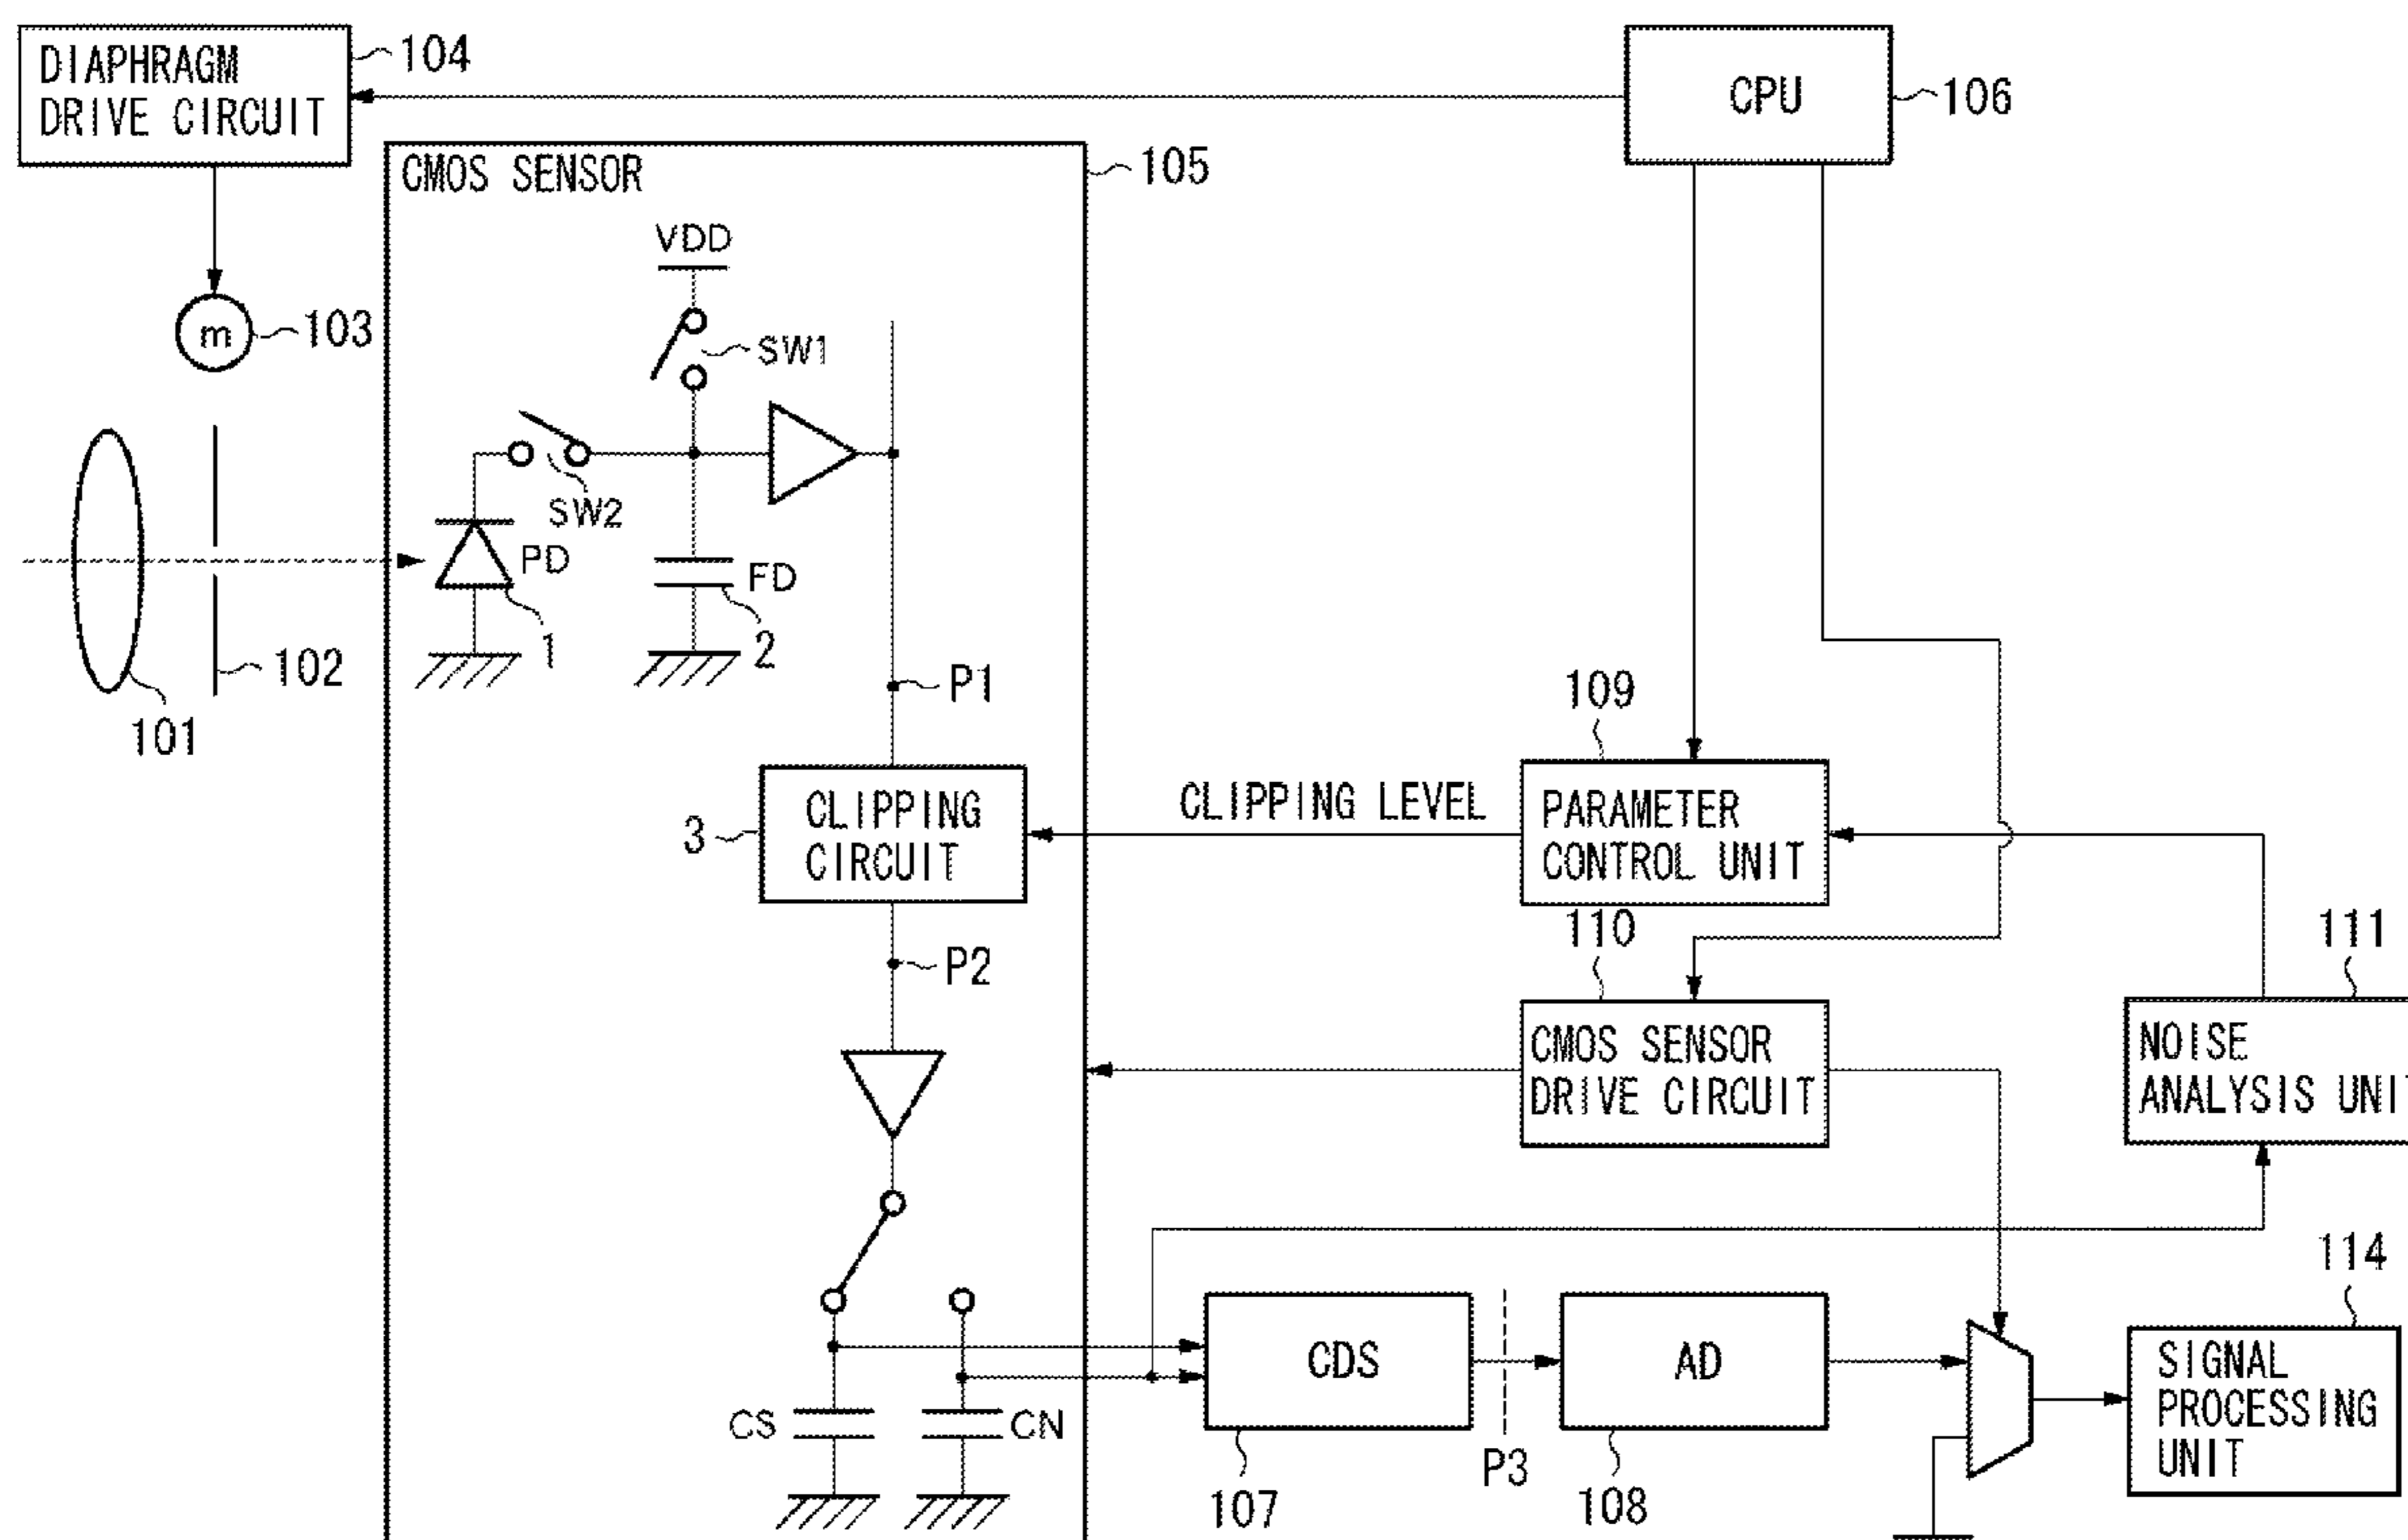 DIAPHRAGM
DRIVE CIRCUIT
104
CPU
106
CMOS SENSOR
105
VDD
m
103
SW1
SW2
PD
FD
1
2
101
102
P1
109
3
CLIPPING
CIRCUIT
CLIPPING LEVEL
PARAMETER
CONTROL UNIT
110
111
P2
CMOS SENSOR
DRIVE CIRCUIT
NOISE
ANALYSIS UNIT
114
CDS
AD
SIGNAL
PROCESSING
UNIT
CS
CN
P3
107
108